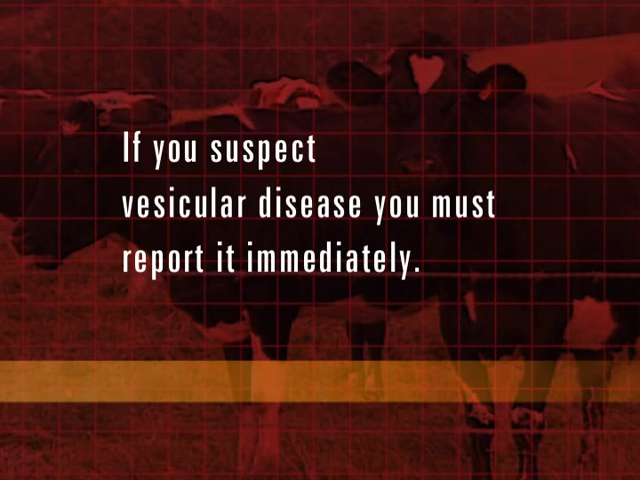 If you suspect
vesicular disease you must
report it immediately.